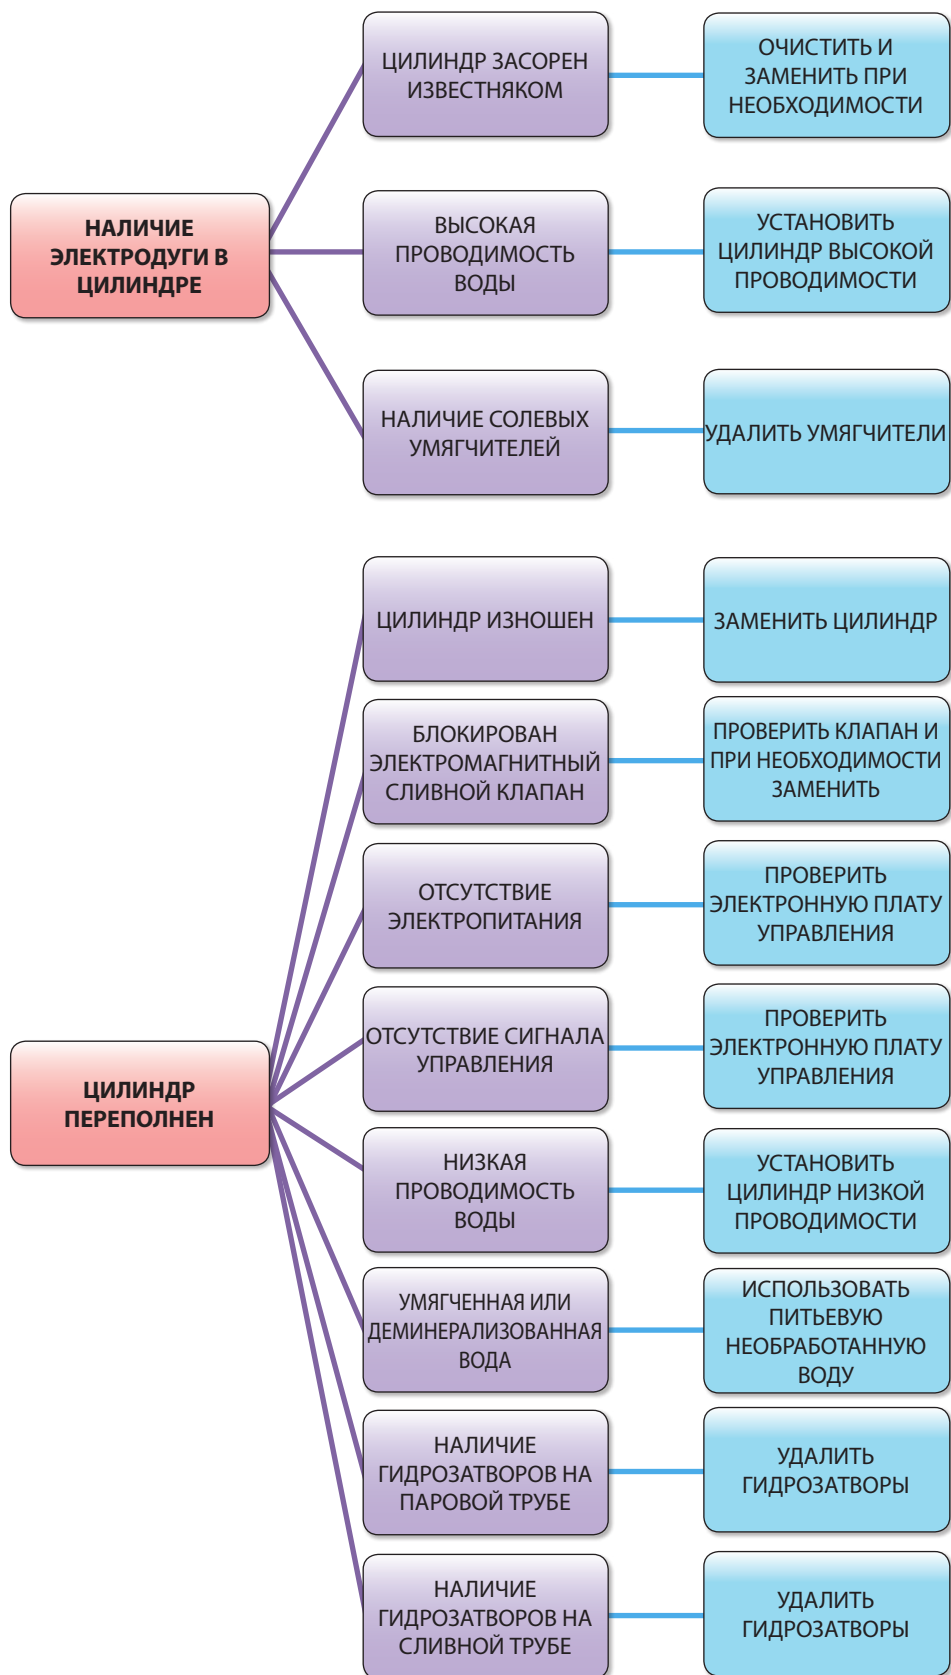 ЦИЛИНДР ЗАСОРЕН
ИЗВЕСТНЯКОМ
ОЧИСТИТЬ И
ЗАМЕНИТЬ ПРИ
НЕОБХОДИМОСТИ
НАЛИЧИЕ
ЭЛЕКТРОДУГИ В
ЦИЛИНДРЕ
ВЫСОКАЯ
ПРОВОДИМОСТЬ
ВОДЫ
УСТАНОВИТЬ
ЦИЛИНДР ВЫСОКОЙ
ПРОВОДИМОСТИ
НАЛИЧИЕ СОЛЕВЫХ
УМЯГЧИТЕЛЕЙ
УДАЛИТЬ УМЯГЧИТЕЛИ
ЦИЛИНДР ИЗНОШЕН
ЗАМЕНИТЬ ЦИЛИНДР
БЛОКИРОВАН
ЭЛЕКТРОМАГНИТНЫЙ
СЛИВНОЙ КЛАПАН
ПРОВЕРИТЬ КЛАПАН И
ПРИ НЕОБХОДИМОСТИ
ЗАМЕНИТЬ
ОТСУТСТВИЕ
ЭЛЕКТРОПИТАНИЯ
ПРОВЕРИТЬ
ЭЛЕКТРОННУЮ ПЛАТУ
УПРАВЛЕНИЯ
ОТСУТСТВИЕ СИГНАЛА
УПРАВЛЕНИЯ
ПРОВЕРИТЬ
ЭЛЕКТРОННУЮ ПЛАТУ
УПРАВЛЕНИЯ
ЦИЛИНДР
ПЕРЕПОЛНЕН
НИЗКАЯ
ПРОВОДИМОСТЬ
ВОДЫ
УСТАНОВИТЬ
ЦИЛИНДР НИЗКОЙ
ПРОВОДИМОСТИ
УМЯГЧЕННАЯ ИЛИ
ДЕМИНЕРАЛИЗОВАННАЯ
ВОДА
ИСПОЛЬЗОВАТЬ
ПИТЬЕВУЮ
НЕОБРАБОТАННУЮ
ВОДУ
НАЛИЧИЕ
ГИДРОЗАТВОРОВ НА
ПАРОВОЙ ТРУБЕ
УДАЛИТЬ
ГИДРОЗАТВОРЫ
НАЛИЧИЕ
ГИДРОЗАТВОРОВ НА
СЛИВНОЙ ТРУБЕ
УДАЛИТЬ
ГИДРОЗАТВОРЫ